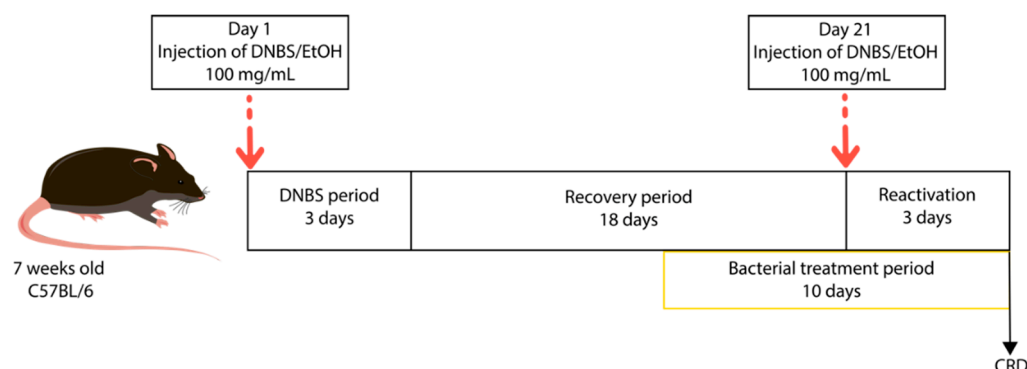 Day 1
Injection of DNBS/EtOH
100 mg/mL
Day 21
Injection of DNBS/EtOH
100 mg/mL
DNBS period
3 days
Recovery period
18 days
Reactivation
3 days
7 weeks old
C57BL/6
Bacterial treatment period
10 days
CRD